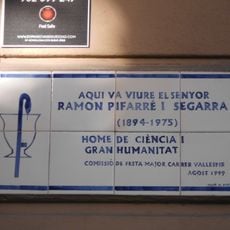 AQUÍ VA VIURE EL SENYOR
RAMON PIFARRÉ I SEGARRA
(1894-1975)
HOME DE CIÈNCIA I
GRAN HUMANITAT
COMISSIÓ DE FESTA MAJOR CARRER VALLESPIR
AGOST 1999